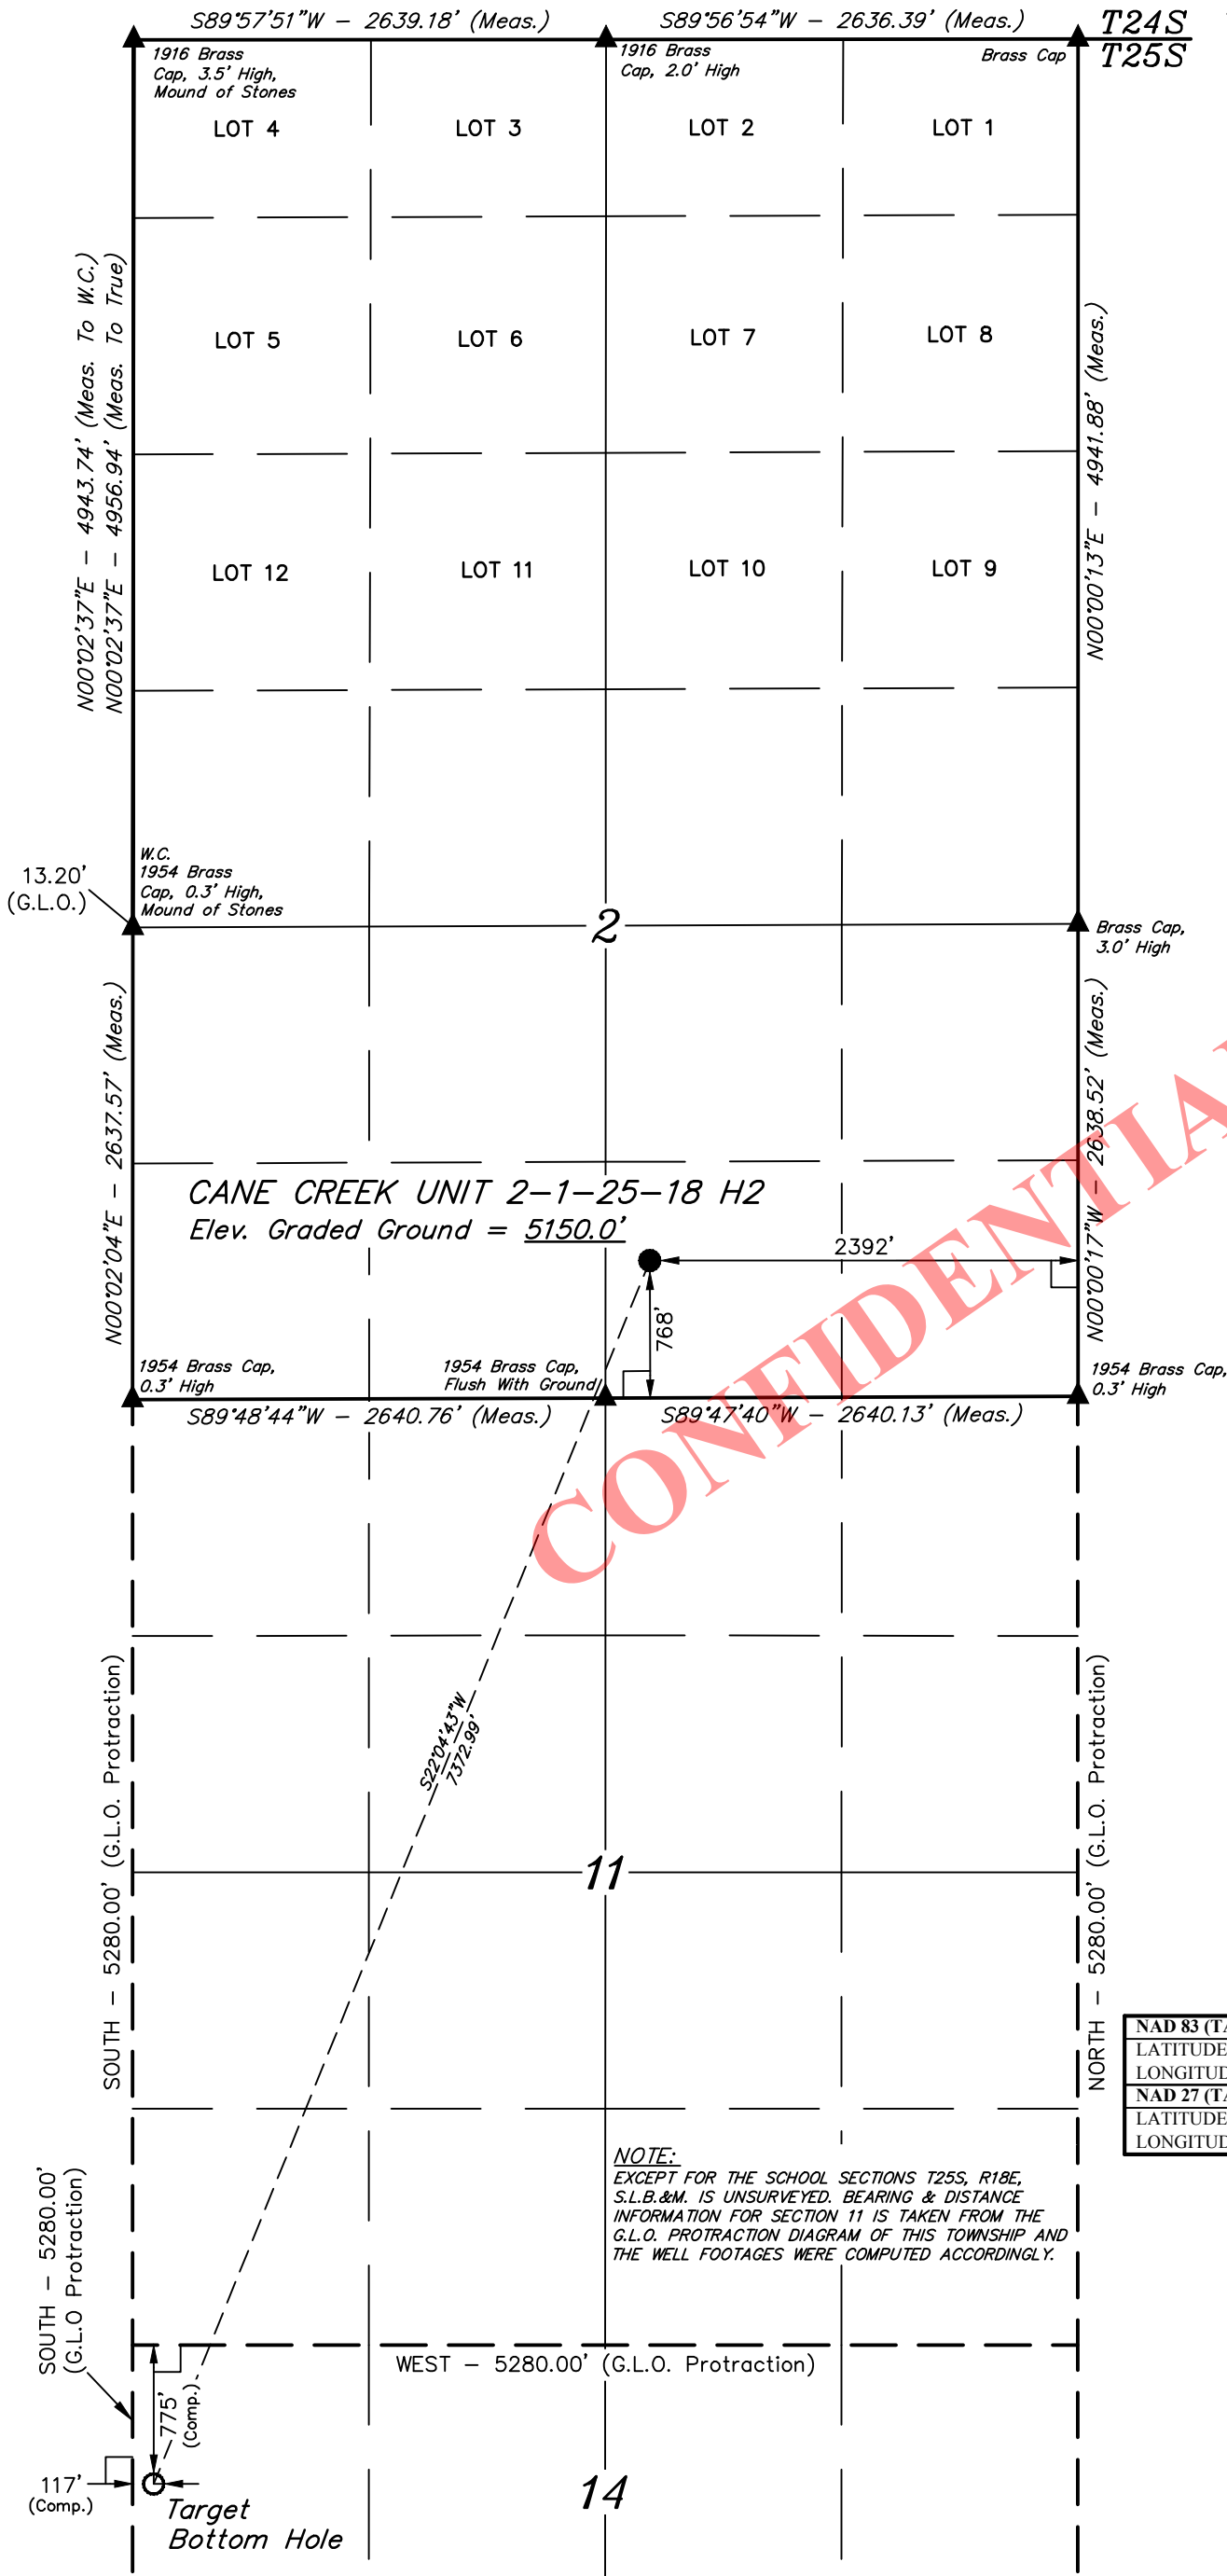 S89°57'51"W - 2639.18' (Meas.)
S89°56'54"W - 2636.39' (Meas.)
T24S
T25S
1916 Brass
Cap, 3.5' High,
Mound of Stones
1916 Brass
Cap, 2.0' High
Brass Cap
LOT 4
LOT 3
LOT 2
LOT 1
N00°02'37"E - 4943.74' (Meas. To W.C.)
N00°02'37"E - 4956.94' (Meas. To True)
N00°00'13"E - 4941.88' (Meas.)
LOT 5
LOT 6
LOT 7
LOT 8
LOT 12
LOT 11
LOT 10
LOT 9
13.20'
(G.L.O.)
W.C.
1954 Brass
Cap, 0.3' High,
Mound of Stones
2
Brass Cap,
3.0' High
N00°02'04"E - 2637.57' (Meas.)
N00°00'17"W - 2638.52' (Meas.)
CANE CREEK UNIT 2-1-25-18 H2
Elev. Graded Ground = 5150.0'
2392'
768'
1954 Brass Cap,
0.3' High
1954 Brass Cap,
Flush With Ground
1954 Brass Cap,
0.3' High
S89°48'44"W - 2640.76' (Meas.)
S89°47'40"W - 2640.13' (Meas.)
CONFIDENTIA
S22°04'43"W
7372.99'
SOUTH - 5280.00' (G.L.O. Protraction)
NORTH - 5280.00' (G.L.O. Protraction)
11
NAD 83 (TA
LATITUDE
LONGITUD
NAD 27 (TA
LATITUDE
LONGITUD
NOTE:
EXCEPT FOR THE SCHOOL SECTIONS T25S, R18E,
S.L.B.&M. IS UNSURVEYED. BEARING & DISTANCE
INFORMATION FOR SECTION 11 IS TAKEN FROM THE
G.L.O. PROTRACTION DIAGRAM OF THIS TOWNSHIP AND
THE WELL FOOTAGES WERE COMPUTED ACCORDINGLY.
SOUTH - 5280.00'
(G.L.O Protraction)
WEST - 5280.00' (G.L.O. Protraction)
775'
(Comp.)
117'
(Comp.)
Target
Bottom Hole
14